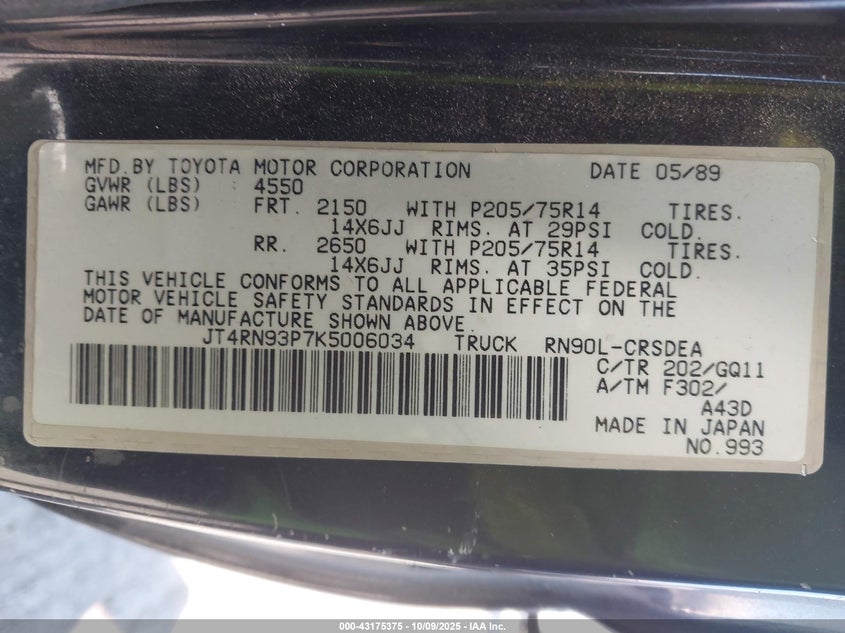 MFD.BY TOYOTA MOTOR CORPORATION DATE 05/89
GVWR (LBS) : 4550
GAWR (LBS) : FRT. 2150 WITH P205/75R14 TIRES.
14X6JJ RIMS. AT 29PSI COLD.
RR. 2650 WITH P205/75R14 TIRES.
14X6JJ RIMS. AT 35PSI COLD.
THIS VEHICLE CONFORMS TO ALL APPLICABLE FEDERAL
MOTOR VEHICLE SAFETY STANDARDS IN EFFECT ON THE
DATE OF MANUFACTURE SHOWN ABOVE.
JT4RN93P7K5006034 TRUCK RN90L-CRSDEA
C/TR 202/GQ11
A/TM F302/
A43D
MADE IN JAPAN
NO.993
000-43175375 | 10/09/2025 - IAA Inc.